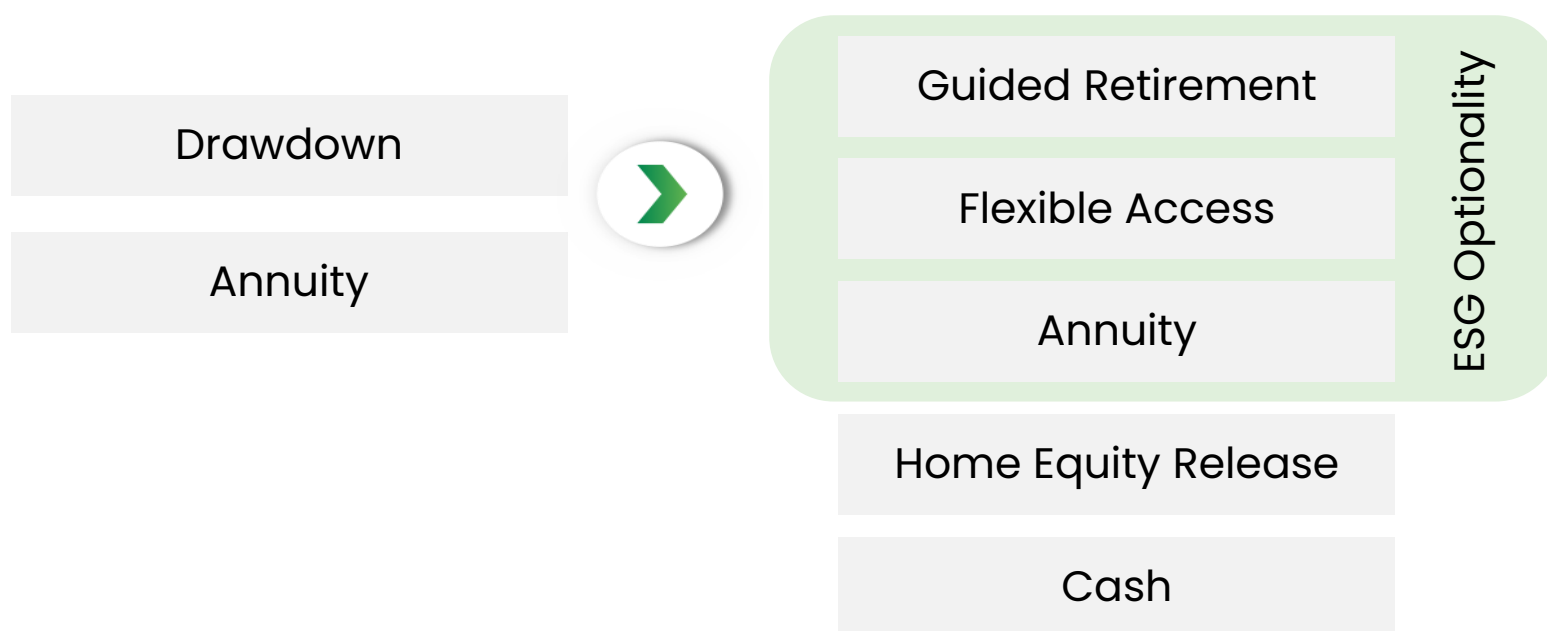 Drawdown
Annuity
Guided Retirement
Flexible Access
Annuity
Home Equity Release
Cash
ESG Optionality